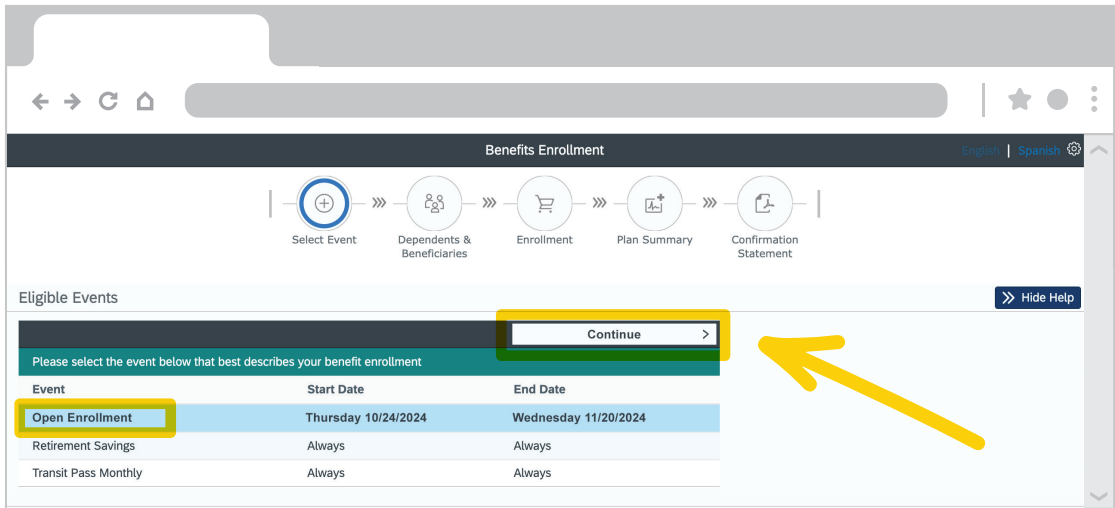 Benefits Enrollment
English | Spanish
Select Event
Dependents &
Beneficiaries
Enrollment
Plan Summary
Confirmation
Statement
Eligible Events
Hide Help
Continue
Please select the event below that best describes your benefit enrollment
Event Start Date End Date
Open Enrollment Thursday 10/24/2024 Wednesday 11/20/2024
Retirement Savings Always Always
Transit Pass Monthly Always Always